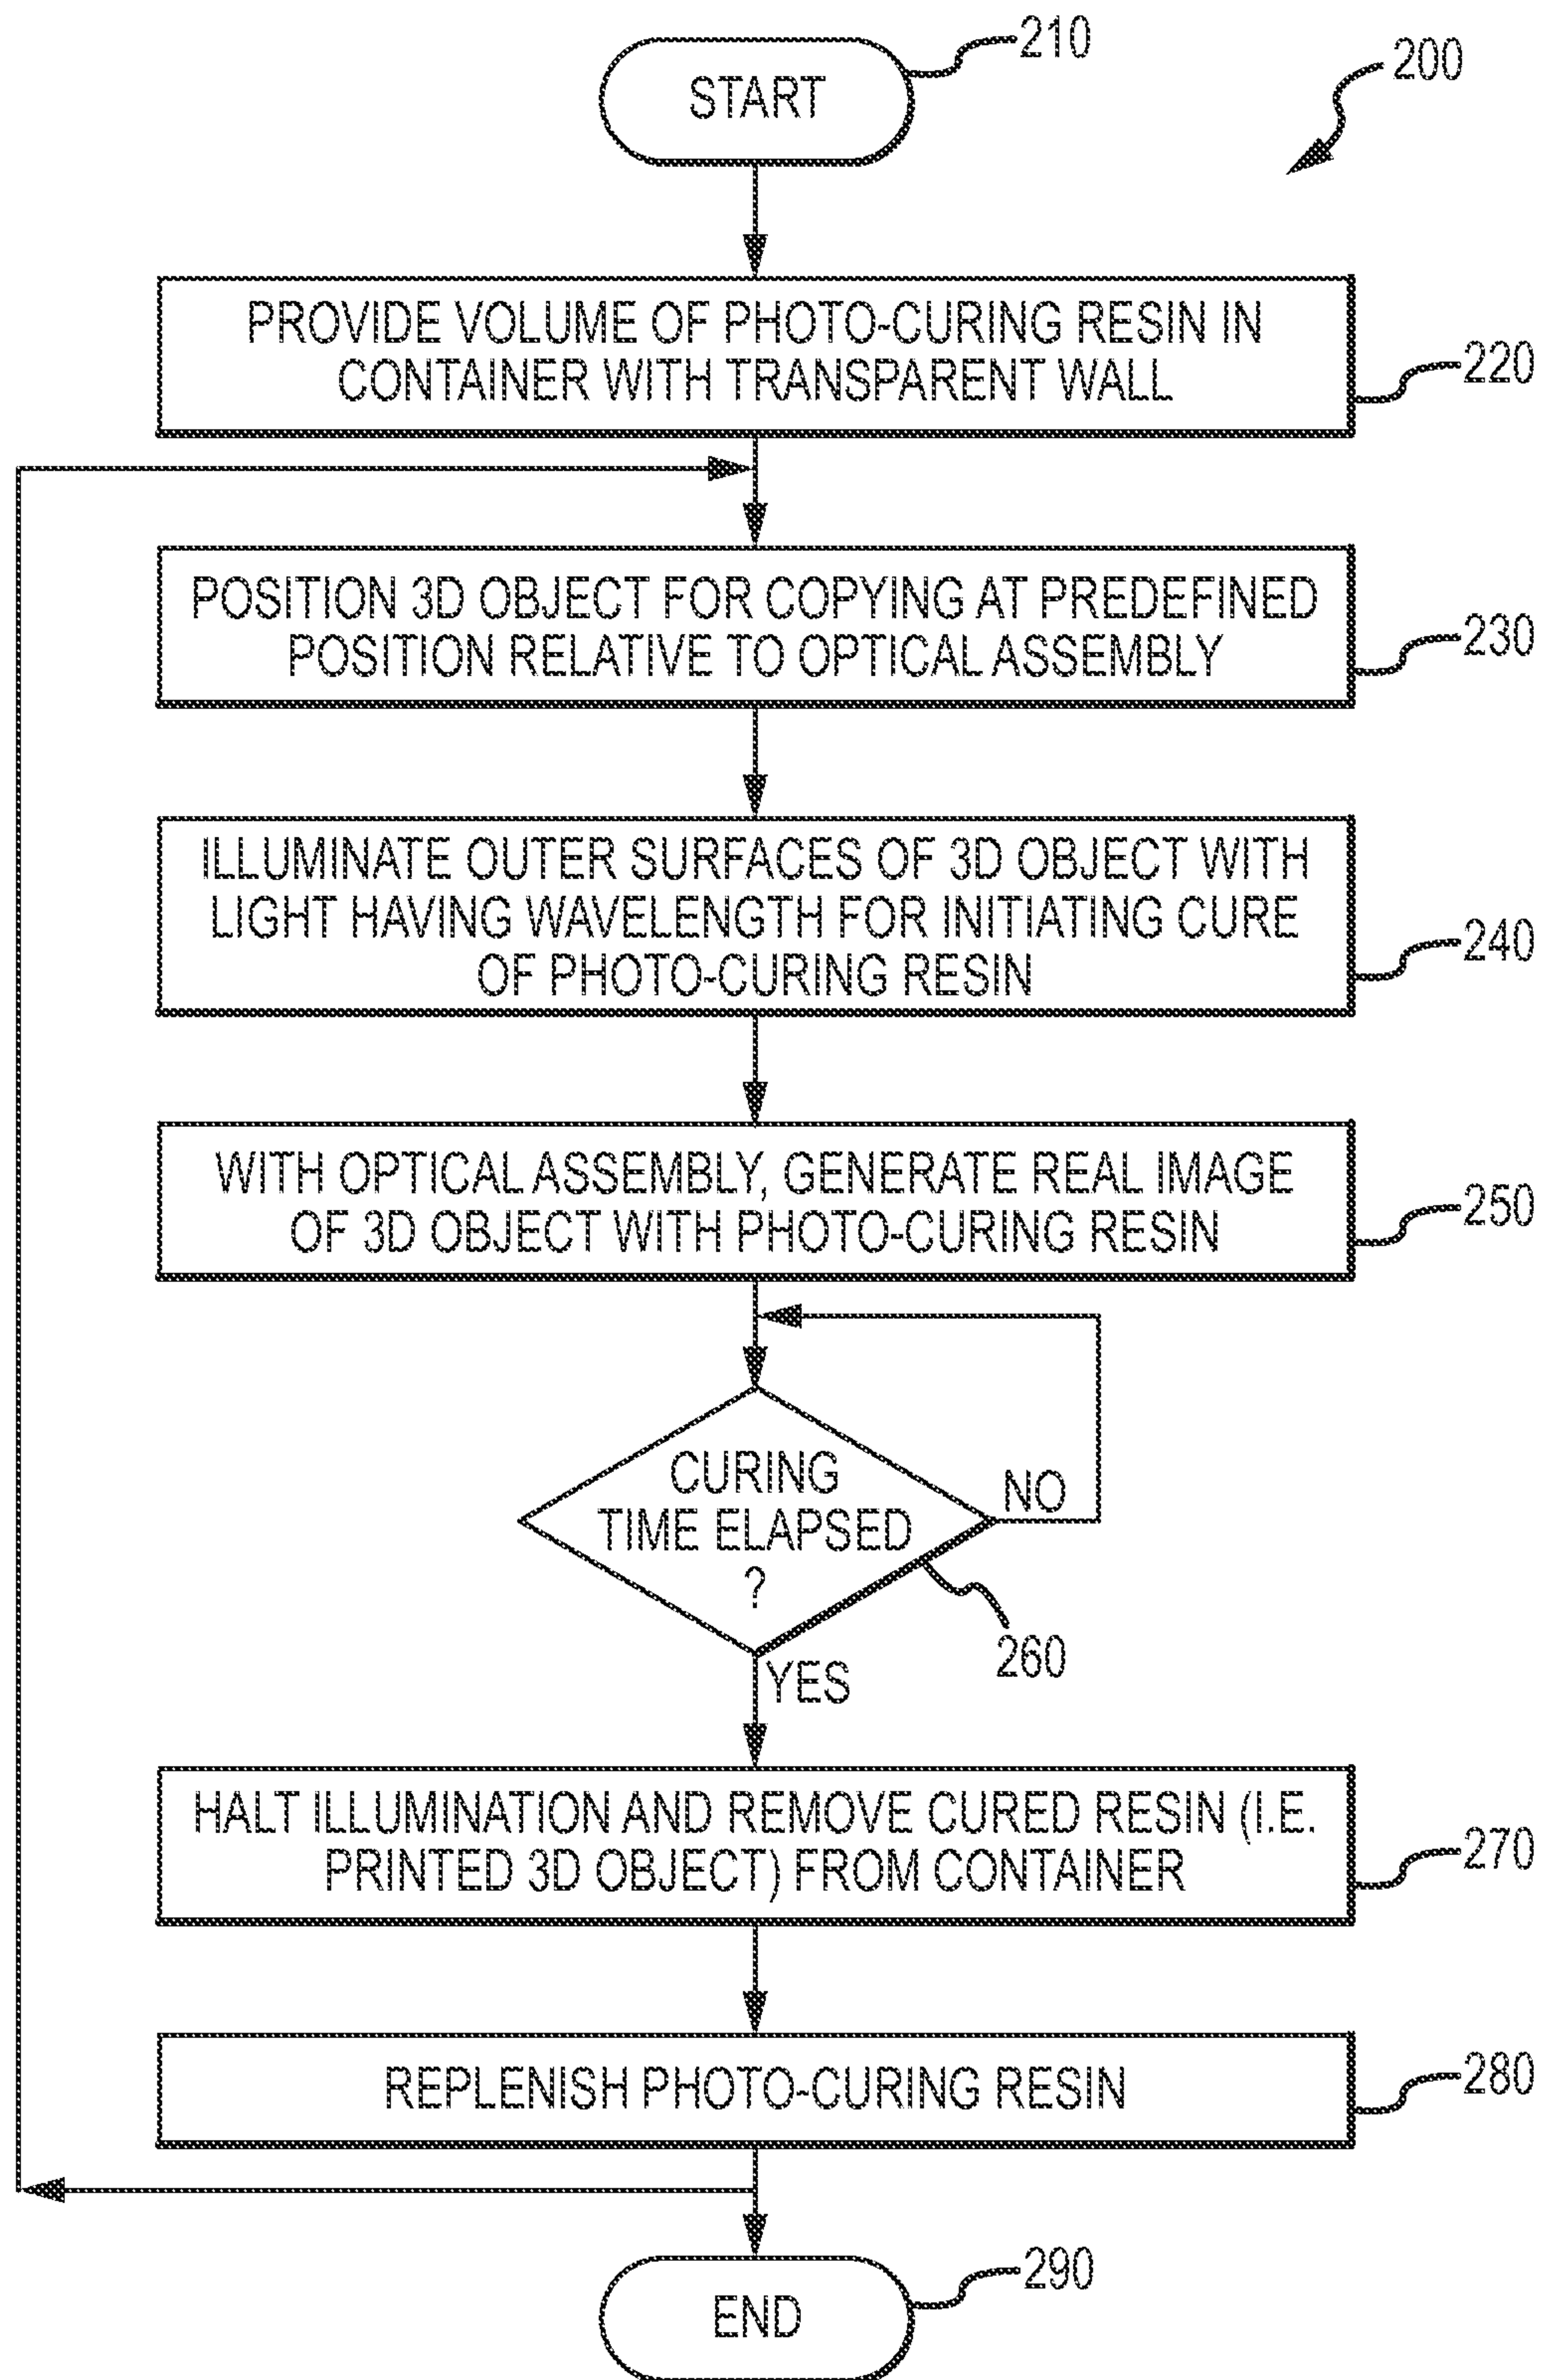 210
START
200
PROVIDE VOLUME OF PHOTO-CURING RESIN IN
CONTAINER WITH TRANSPARENT WALL
220
POSITION 3D OBJECT FOR COPYING AT PREDEFINED
POSITION RELATIVE TO OPTICAL ASSEMBLY
230
ILLUMINATE OUTER SURFACES OF 3D OBJECT WITH
LIGHT HAVING WAVELENGTH FOR INITIATING CURE
OF PHOTO-CURING RESIN
240
WITH OPTICAL ASSEMBLY, GENERATE REAL IMAGE
OF 3D OBJECT WITH PHOTO-CURING RESIN
250
CURING
TIME ELAPSED
?
NO
260
YES
HALT ILLUMINATION AND REMOVE CURED RESIN (I.E.
PRINTED 3D OBJECT) FROM CONTAINER
270
REPLENISH PHOTO-CURING RESIN
280
END
290